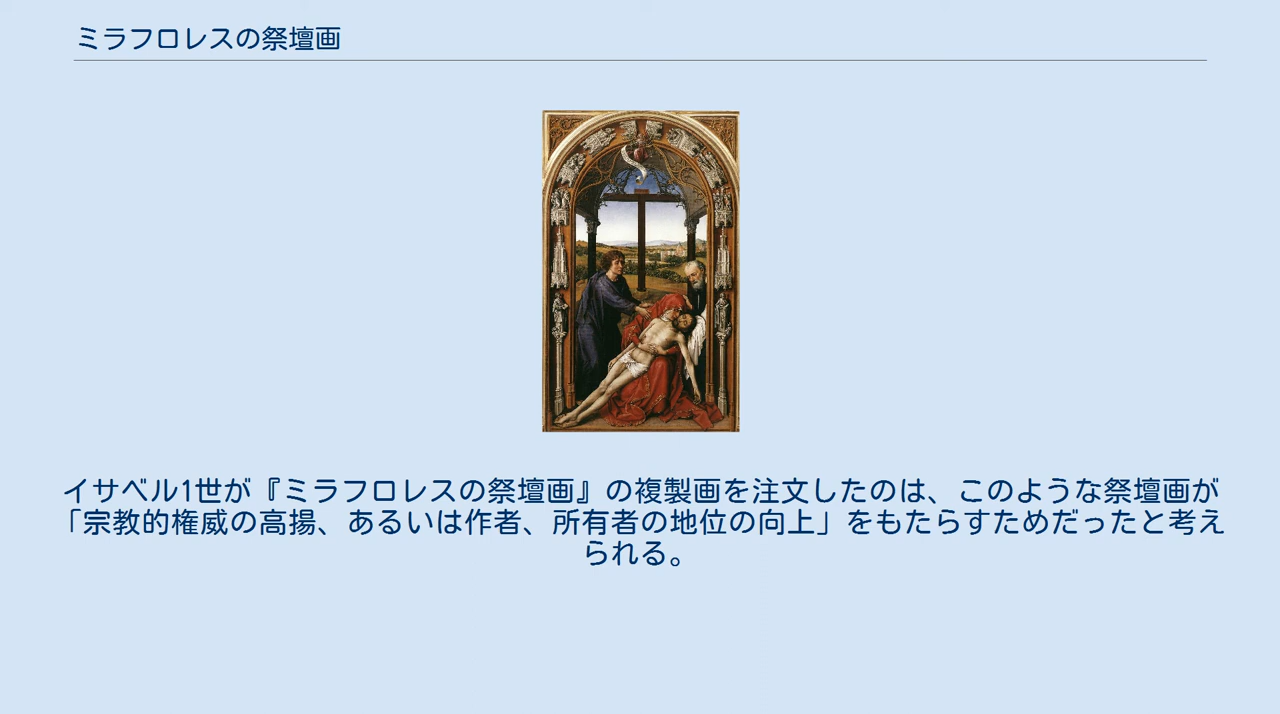 ミラフロレスの祭壇画
イサベル1世が『ミラフロレスの祭壇画』の複製画を注文したのは、このような祭壇画が
「宗教的権威の高揚、あるいは作者、所有者の地位の向上」をもたらすためだったと考え
られる。